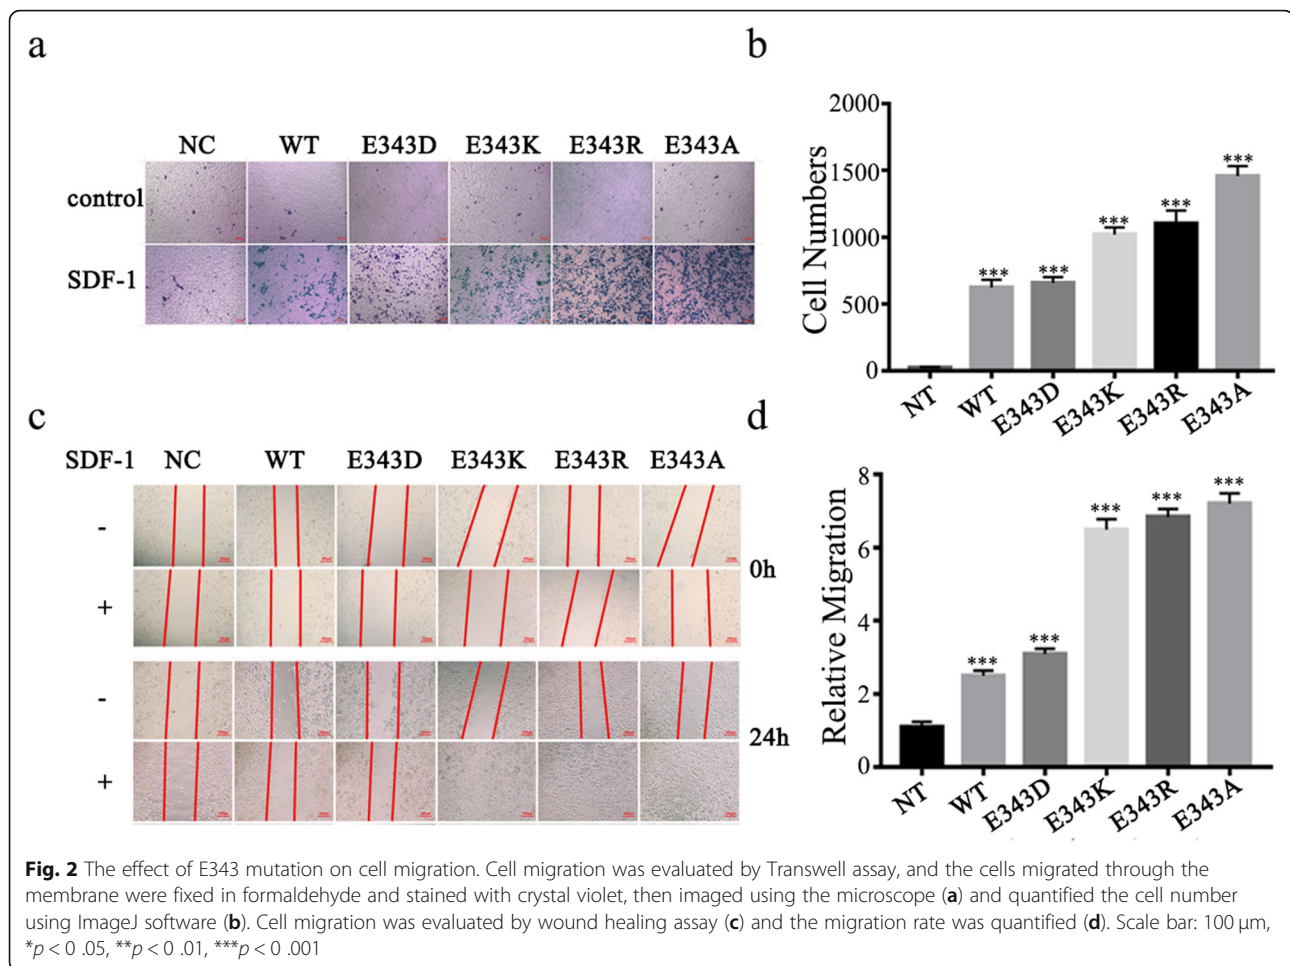 a
NC WT E343D E343K E343R E343A
control
SDF-1
b
2000
1500
1000
500
0
Cell Numbers
***
***
***
***
***
NT WT E343D E343K E343R E343A
c
SDF-1 NC WT E343D E343K E343R E343A
-
+
0h
-
+
24h
d
8
6
4
2
0
Relative Migration
***
***
***
***
***
NT WT E343D E343K E343R E343A
Fig. 2 The effect of E343 mutation on cell migration. Cell migration was evaluated by Transwell assay, and the cells migrated through the
membrane were fixed in formaldehyde and stained with crystal violet, then imaged using the microscope (a) and quantified the cell number
using ImageJ software (b). Cell migration was evaluated by wound healing assay (c) and the migration rate was quantified (d). Scale bar: 100 μm,
*p < 0 .05, **p < 0 .01, ***p < 0 .001